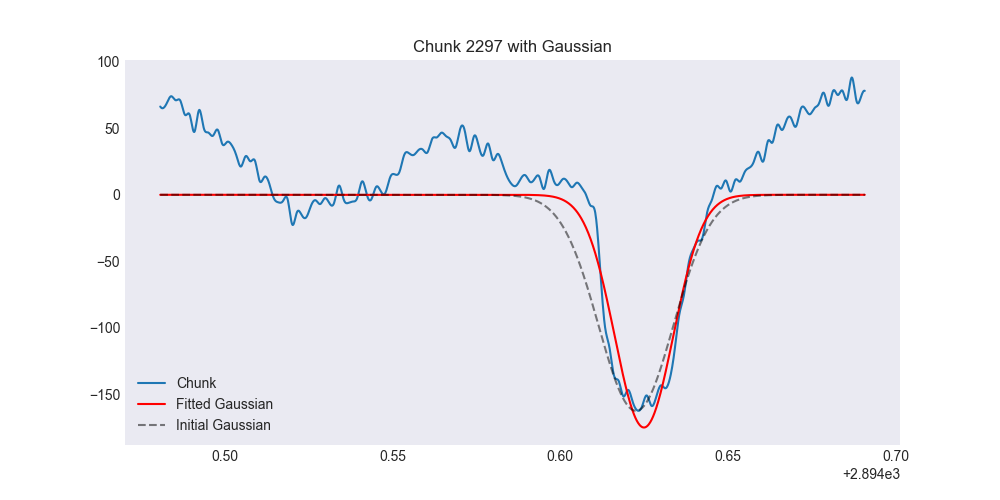 Chunk 2297 with Gaussian
100
50
0
−50
−100
−150
Chunk
Fitted Gaussian
Initial Gaussian
0.50 0.55 0.60 0.65 0.70
+2.894e3